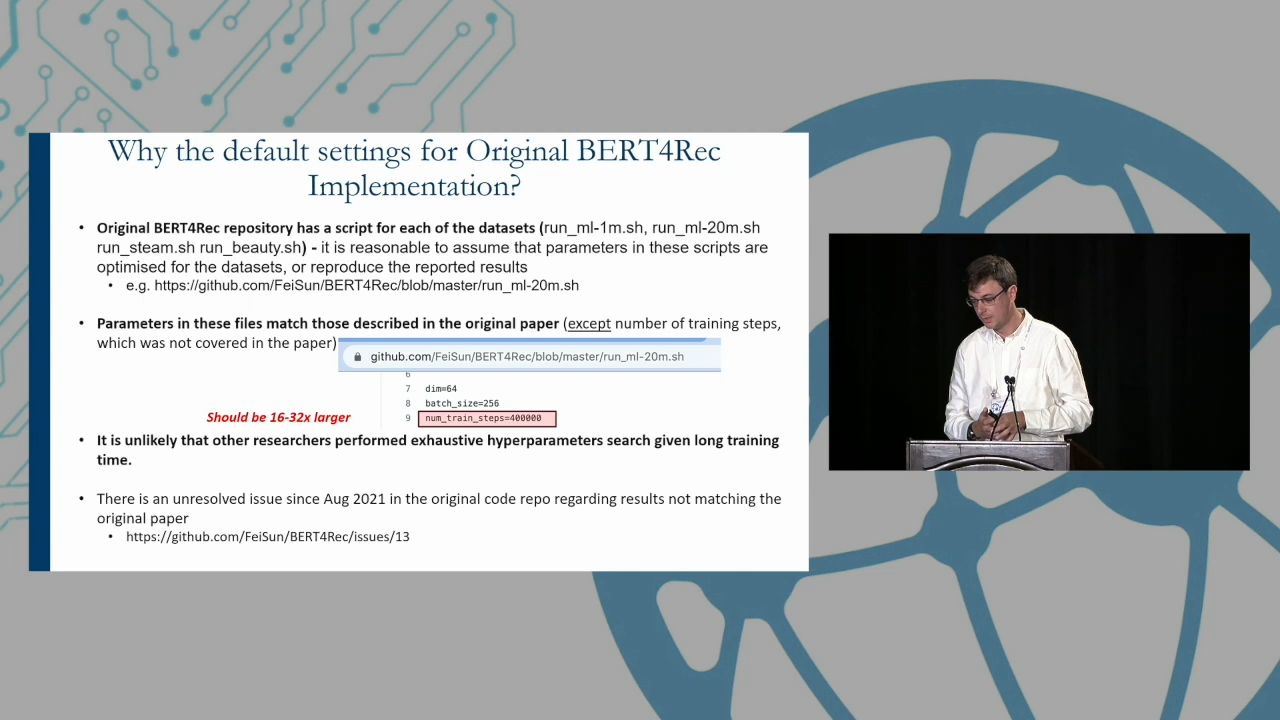 Why the default settings for Original BERT4Rec
Implementation?
• Original BERT4Rec repository has a script for each of the datasets (run_ml-1m.sh, run_ml-20m.sh
run_steam.sh run_beauty.sh) - it is reasonable to assume that parameters in these scripts are
optimised for the datasets, or reproduce the reported results
• e.g. https://github.com/FeiSun/BERT4Rec/blob/master/run_ml-20m.sh
• Parameters in these files match those described in the original paper (except number of training steps,
which was not covered in the paper)
github.com/FeiSun/BERT4Rec/blob/master/run_ml-20m.sh
6
7 dim=64
8 batch_size=256
Should be 16-32x larger
9 num_train_steps=400000
• It is unlikely that other researchers performed exhaustive hyperparameters search given long training
time.
• There is an unresolved issue since Aug 2021 in the original code repo regarding results not matching the
original paper
• https://github.com/FeiSun/BERT4Rec/issues/13